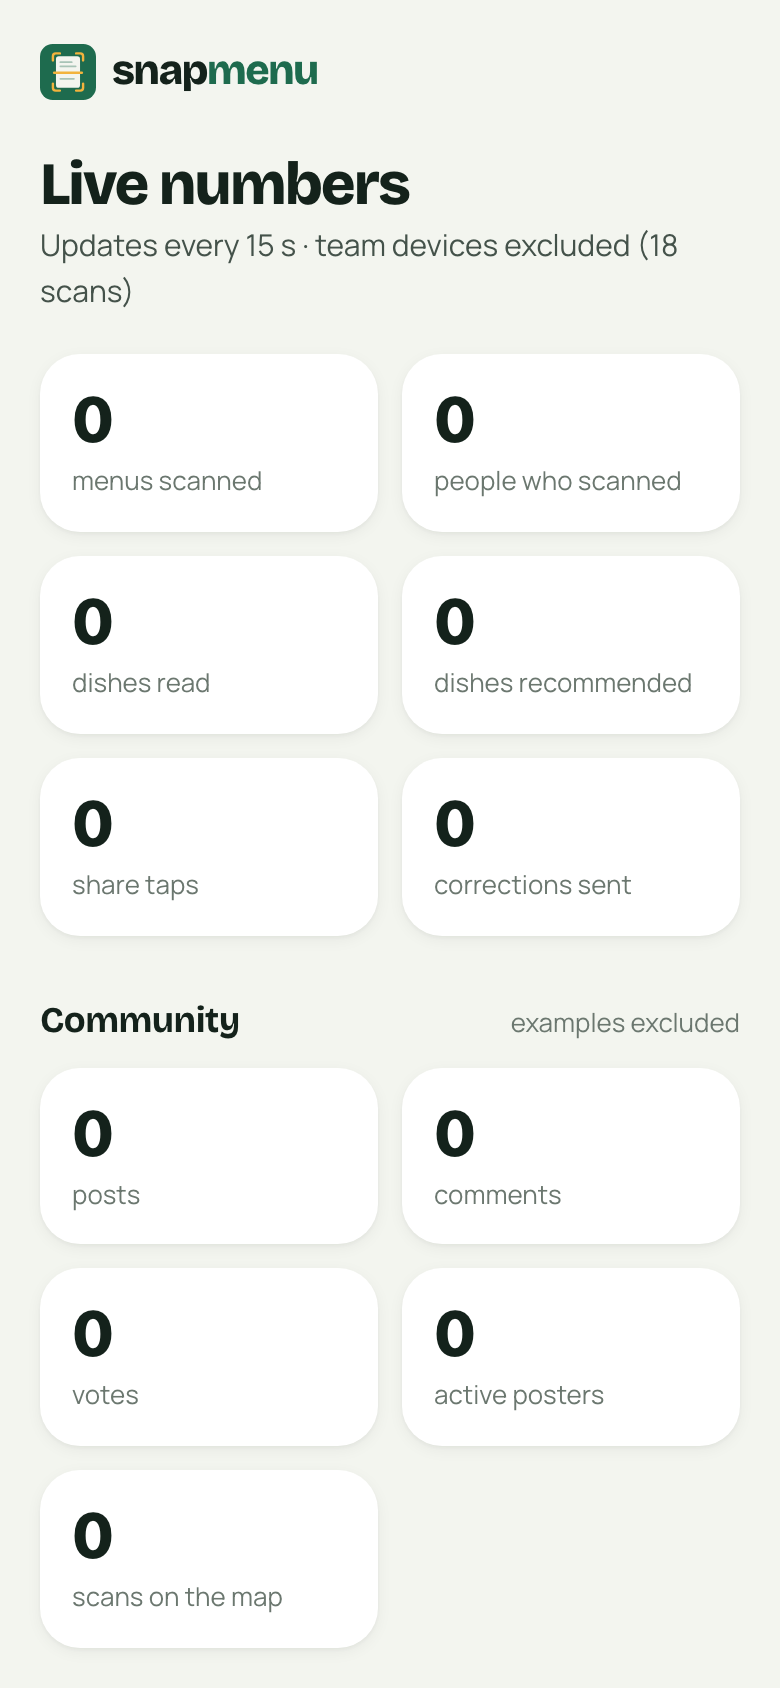 snapmenu
Live numbers
Updates every 15 s · team devices excluded (18
scans)
0
menus scanned
0
people who scanned
0
dishes read
0
dishes recommended
0
share taps
0
corrections sent
Community
examples excluded
0
posts
0
comments
0
votes
0
active posters
0
scans on the map